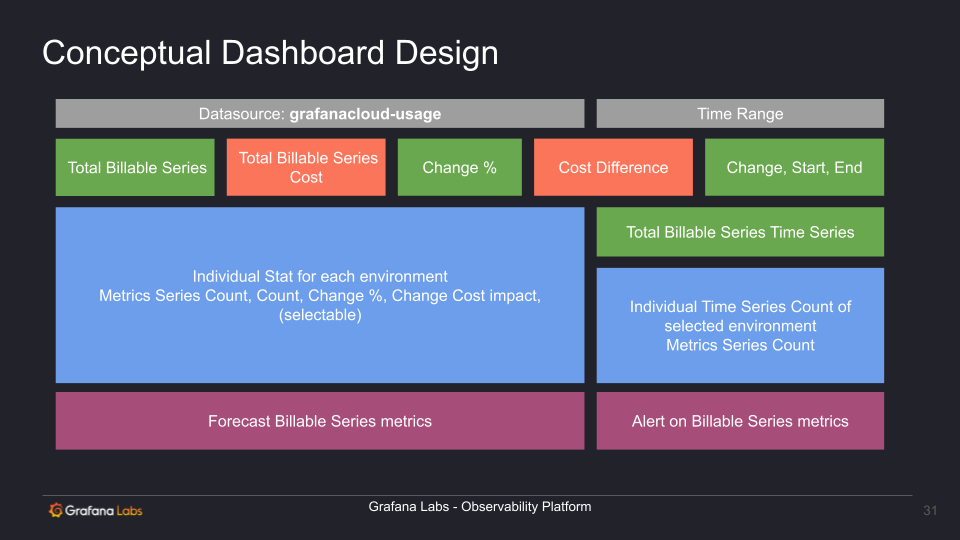 Conceptual Dashboard Design
Datasource: grafanacloud-usage
Time Range
Total Billable Series
Total Billable Series
Cost
Change %
Cost Difference
Change, Start, End
Individual Stat for each environment
Metrics Series Count, Count, Change %, Change Cost impact,
(selectable)
Total Billable Series Time Series
Individual Time Series Count of
selected environment
Metrics Series Count
Forecast Billable Series metrics
Alert on Billable Series metrics
Grafana Labs
Grafana Labs - Observability Platform
31